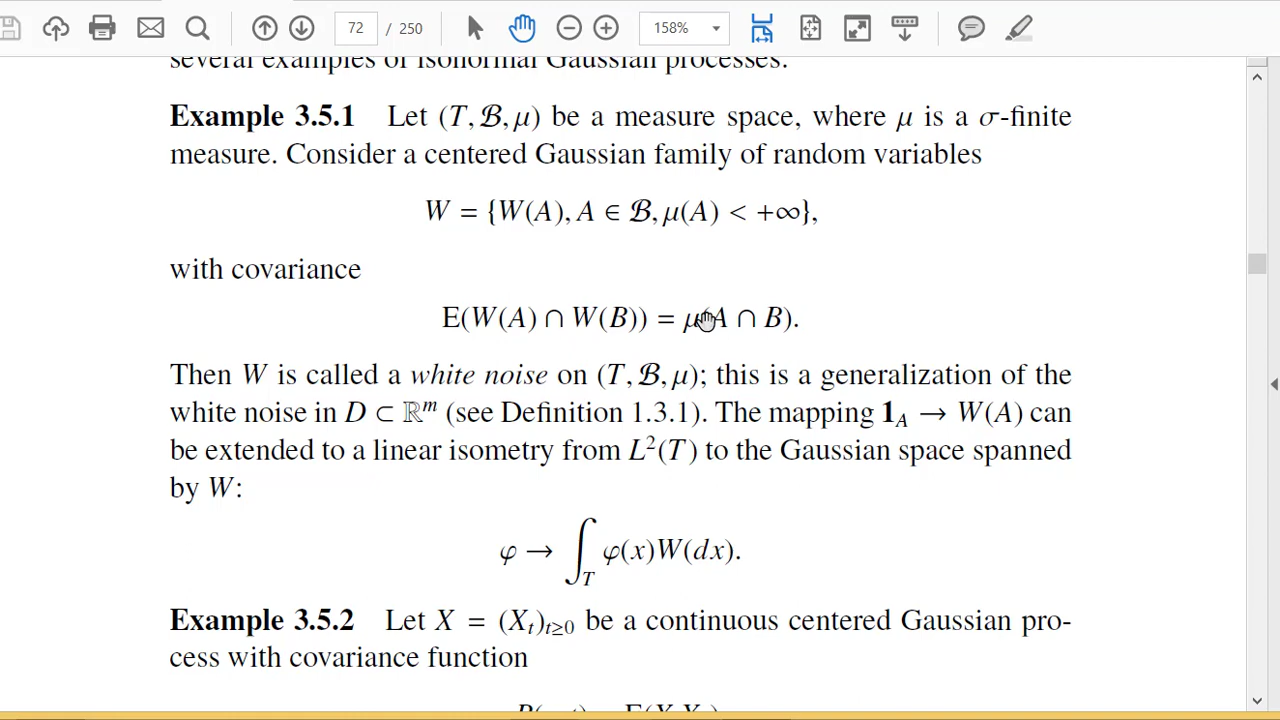 72 / 250 158%
several examples of isonormal Gaussian processes.
Example 3.5.1 Let (T, ℬ, μ) be a measure space, where μ is a σ-finite
measure. Consider a centered Gaussian family of random variables
W = {W(A), A ∈ ℬ, μ(A) < +∞},
with covariance
E(W(A) ∩ W(B)) = μ(A ∩ B).
Then W is called a white noise on (T, ℬ, μ); this is a generalization of the
white noise in D ⊂ ℝ^m (see Definition 1.3.1). The mapping 1_A → W(A) can
be extended to a linear isometry from L²(T) to the Gaussian space spanned
by W:
φ → ∫_T φ(x)W(dx).
Example 3.5.2 Let X = (X_t)_{t≥0} be a continuous centered Gaussian pro-
cess with covariance function